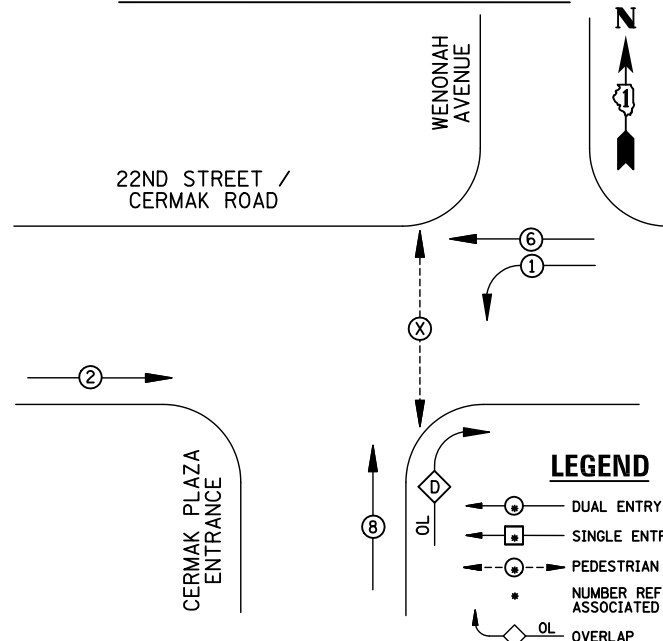 N
WENONAH
AVENUE
1
22ND STREET /
CERMAK ROAD
6
1
X
2
CERMAK PLAZA
ENTRANCE
8
D
OL
LEGEND
* DUAL ENTRY
* SINGLE ENTR
* PEDESTRIAN
* NUMBER REF
ASSOCIATED
OL OVERLAP